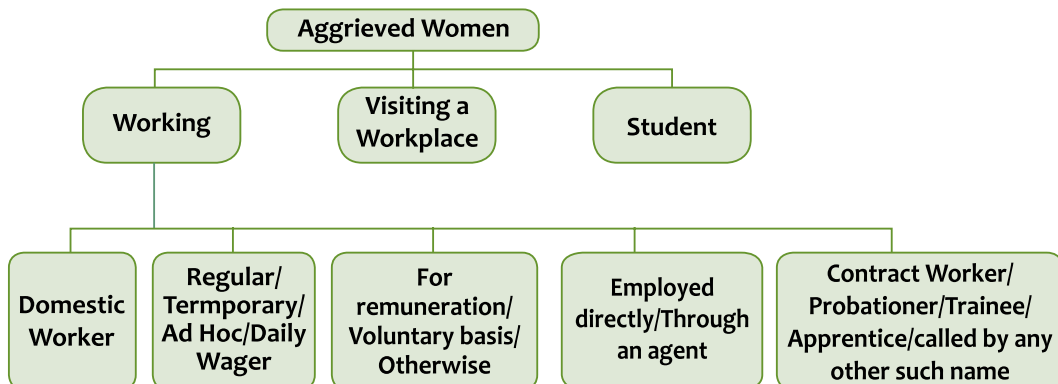 Aggrieved Women
Working
Visiting a
Workplace
Student
Domestic
Worker
Regular/
Termporary/
Ad Hoc/Daily
Wager
For
remuneration/
Voluntary basis/
Otherwise
Employed
directly/Through
an agent
Contract Worker/
Probationer/Trainee/
Apprentice/called by any
other such name